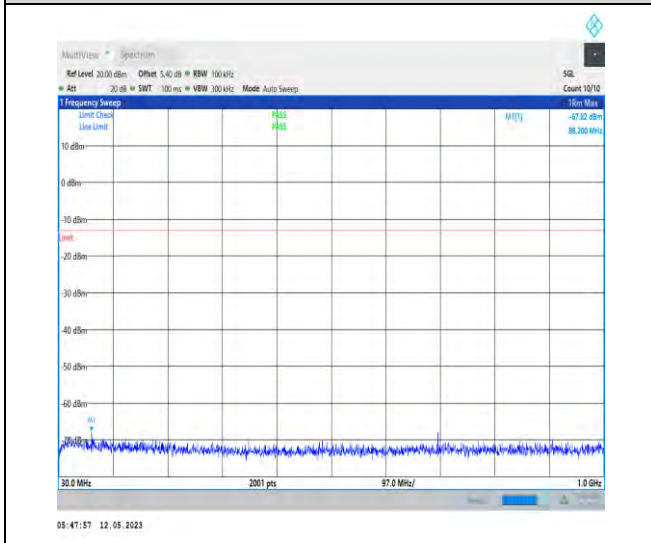 MultiView Spectrum
Ref Level 20.00 dBm Offset 5.40 dB RBW 100 kHz SGL
Att 20 dB SWT 100 ms VBW 300 kHz Mode Auto Sweep Count 10/10
1 Frequency Sweep 1Rm Max
Limit Check PASS M1[1] -67.82 dBm
Line Limit PASS 88.200 MHz
10 dBm
0 dBm
-10 dBm
Limit
-20 dBm
-30 dBm
-40 dBm
-50 dBm
-60 dBm
M1
-70 dBm
30.0 MHz 2001 pts 97.0 MHz/ 1.0 GHz
05:47:57 12.05.2023